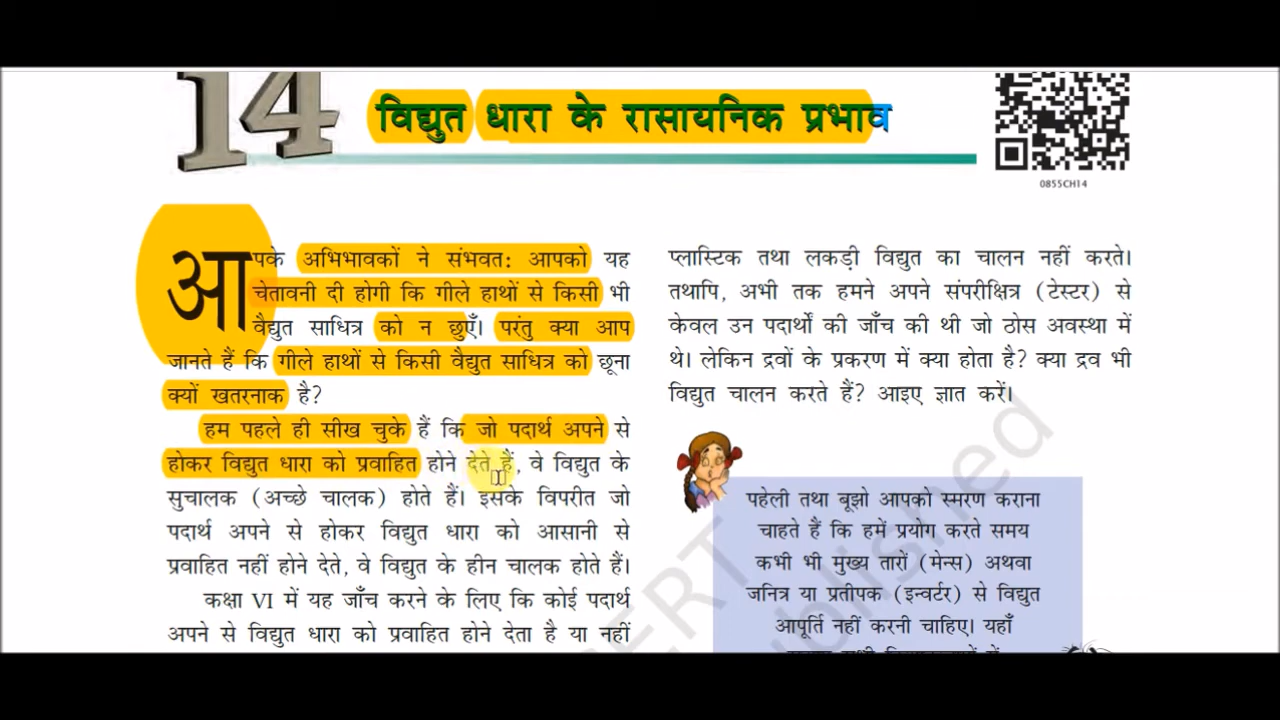 14
विद्युत धारा के रासायनिक प्रभाव
0855CH14
आपके अभिभावकों ने संभवत: आपको यह
चेतावनी दी होगी कि गीले हाथों से किसी भी
वैद्युत साधित्र को न छुएँ। परंतु क्या आप
जानते हैं कि गीले हाथों से किसी वैद्युत साधित्र को छूना
क्यों खतरनाक है?
हम पहले ही सीख चुके हैं कि जो पदार्थ अपने से
होकर विद्युत धारा को प्रवाहित होने देते हैं, वे विद्युत के
सुचालक (अच्छे चालक) होते हैं। इसके विपरीत जो
पदार्थ अपने से होकर विद्युत धारा को आसानी से
प्रवाहित नहीं होने देते, वे विद्युत के हीन चालक होते हैं।
कक्षा VI में यह जाँच करने के लिए कि कोई पदार्थ
अपने से विद्युत धारा को प्रवाहित होने देता है या नहीं
प्लास्टिक तथा लकड़ी विद्युत का चालन नहीं करते।
तथापि, अभी तक हमने अपने संपरीक्षित्र (टेस्टर) से
केवल उन पदार्थों की जाँच की थी जो ठोस अवस्था में
थे। लेकिन द्रवों के प्रकरण में क्या होता है? क्या द्रव भी
विद्युत चालन करते हैं? आइए ज्ञात करें।
पहेली तथा बूझो आपको स्मरण कराना
चाहते हैं कि हमें प्रयोग करते समय
कभी भी मुख्य तारों (मेन्स) अथवा
जनित्र या प्रतीपक (इन्वर्टर) से विद्युत
आपूर्ति नहीं करनी चाहिए। यहाँ